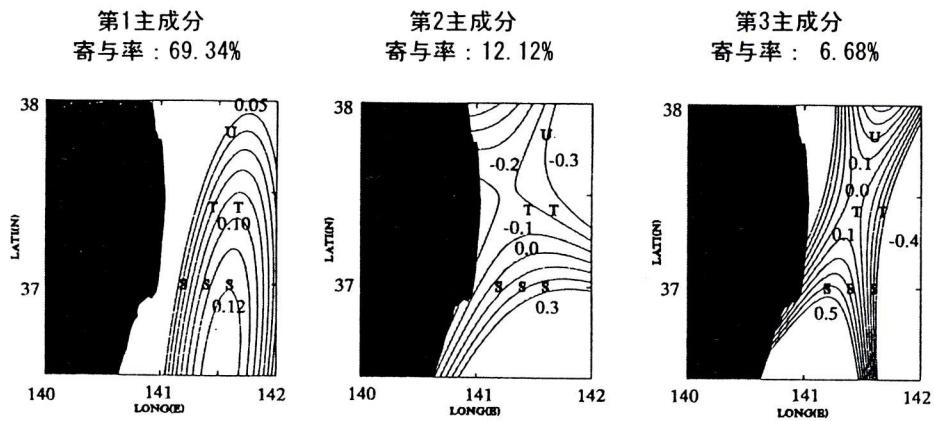 第1主成分
寄与率：69.34%
38
0.05
U
T T
0.10
37
S S S
0.12
LATI(N)
140 141 142
LONG(E)
第2主成分
寄与率：12.12%
38
U
-0.2 -0.3
T T
-0.1
0.0
37
S S S
0.3
LATI(N)
140 141 142
LONG(E)
第3主成分
寄与率： 6.68%
38
U
0.1
0.0
T T
0.1
-0.4
37
S S S
0.5
LATI(N)
140 141 142
LONG(E)